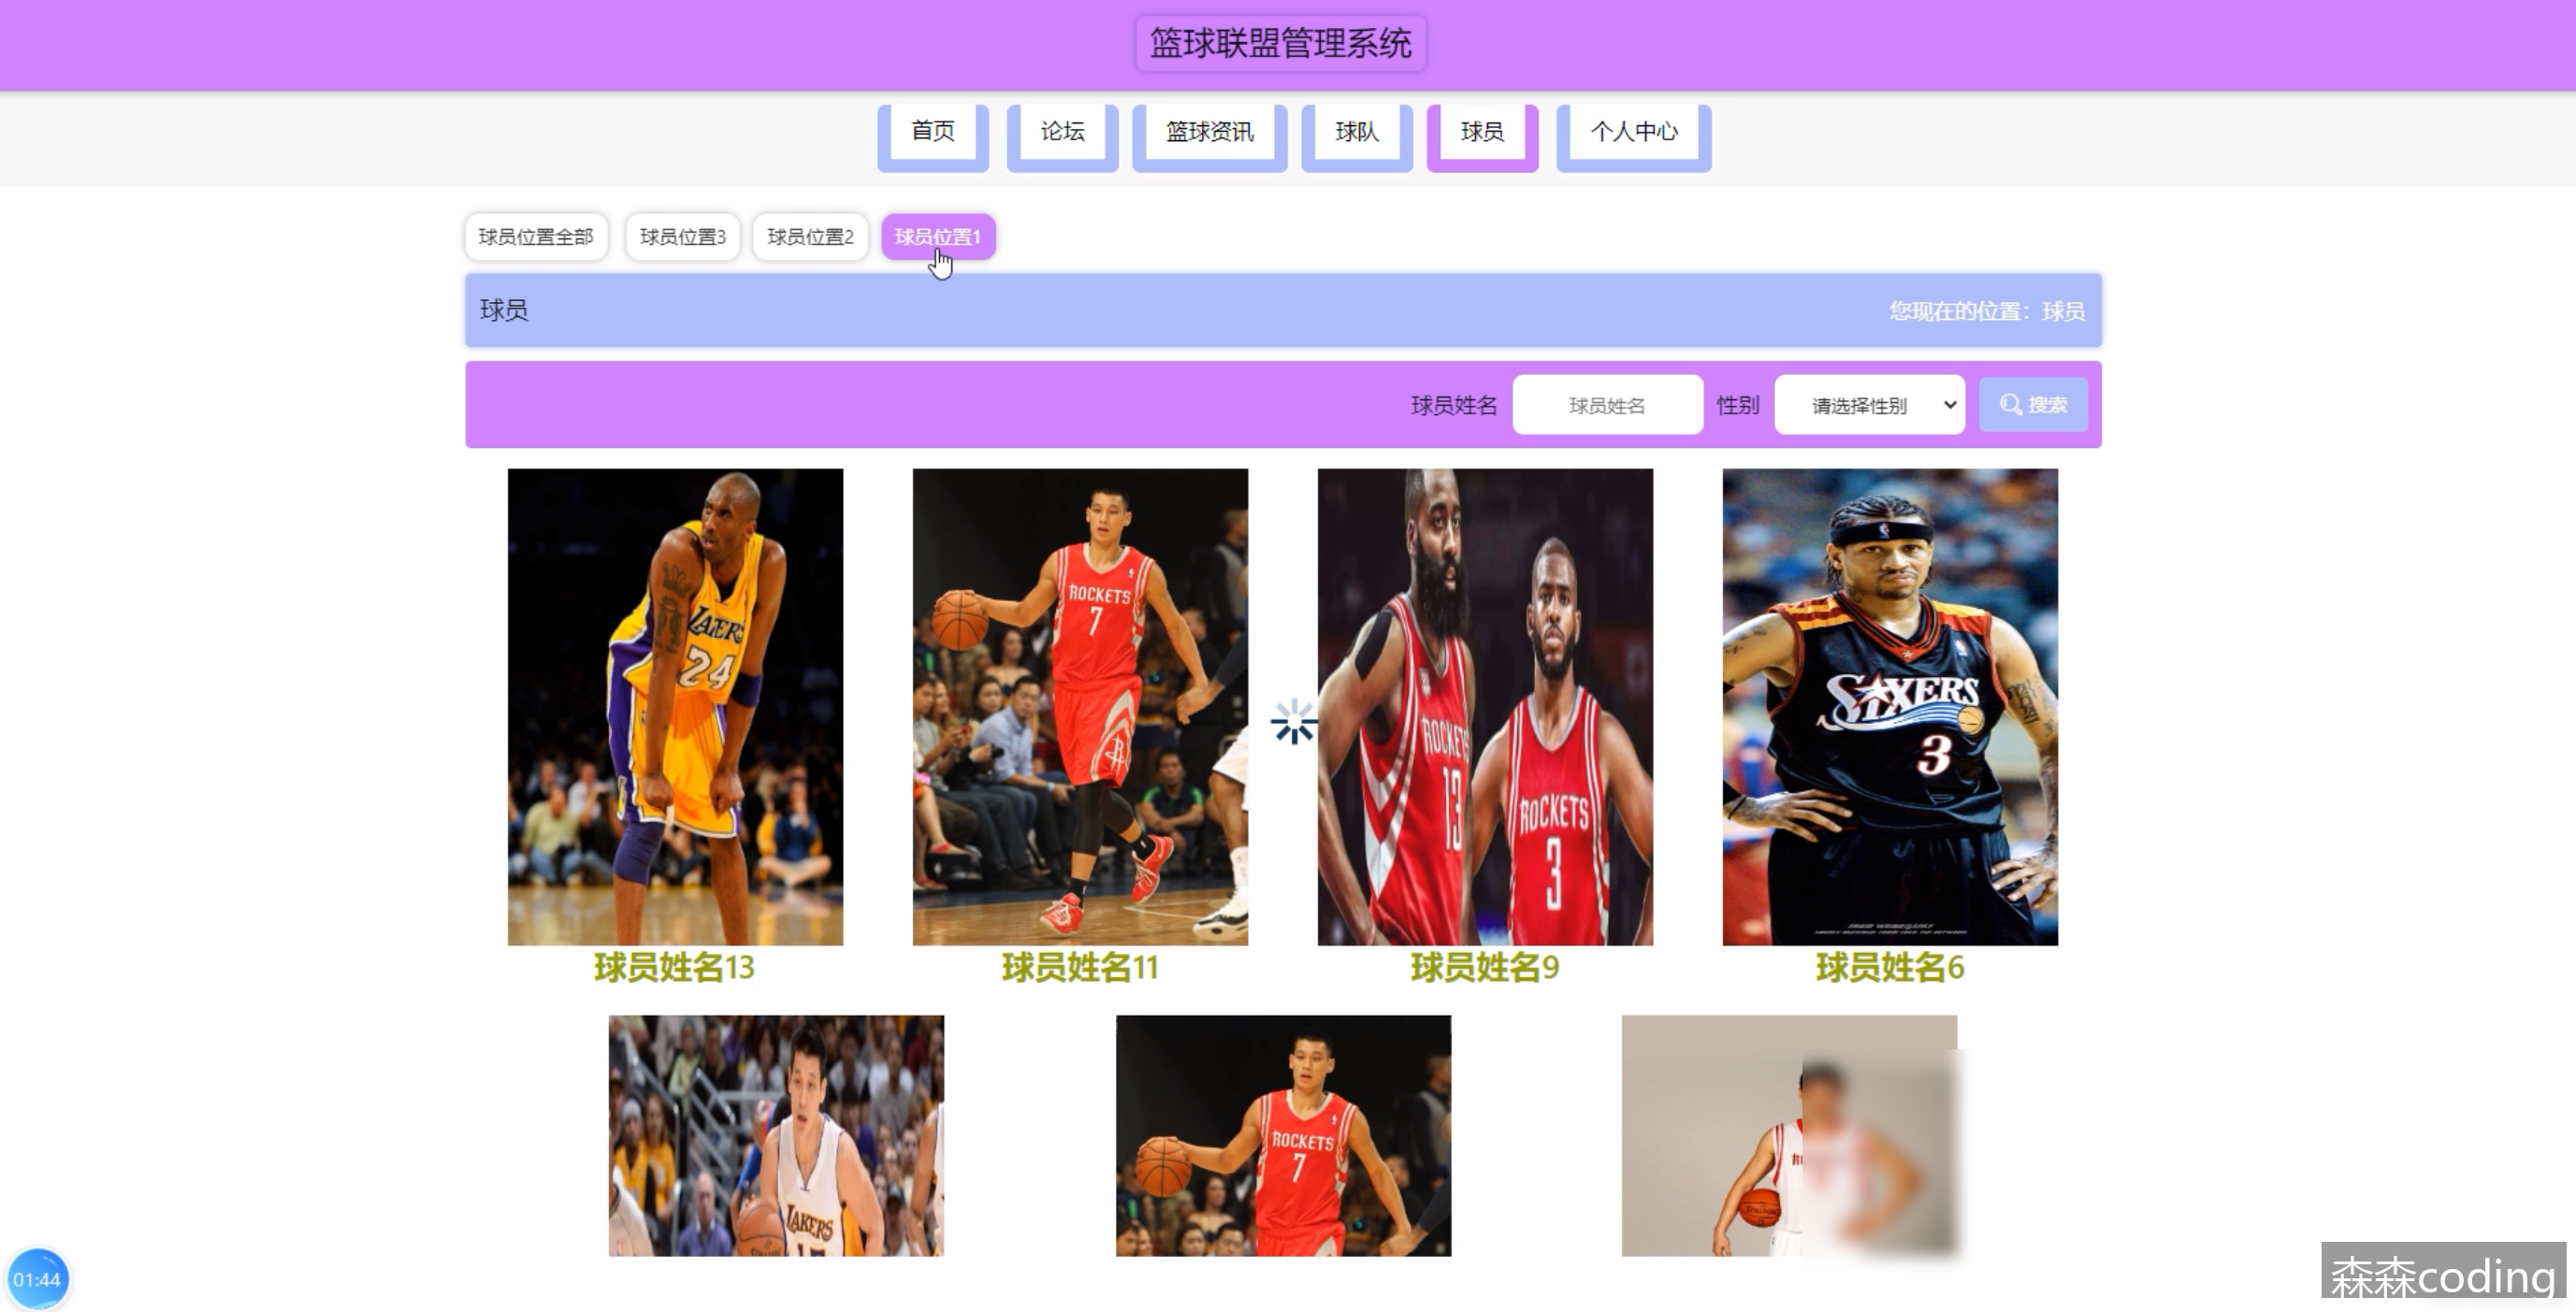 篮球联盟管理系统
首页 论坛 篮球资讯 球队 球员 个人中心
球员位置全部 球员位置3 球员位置2 球员位置1
球员 您现在的位置：球员
球员姓名 球员姓名 性别 请选择性别 搜索
LAKERS
24
ROCKETS
7
ROCKETS
13
ROCKETS
3
SIXERS
3
球员姓名13 球员姓名11 球员姓名9 球员姓名6
LAKERS
ROCKETS
7
01:44
森森coding